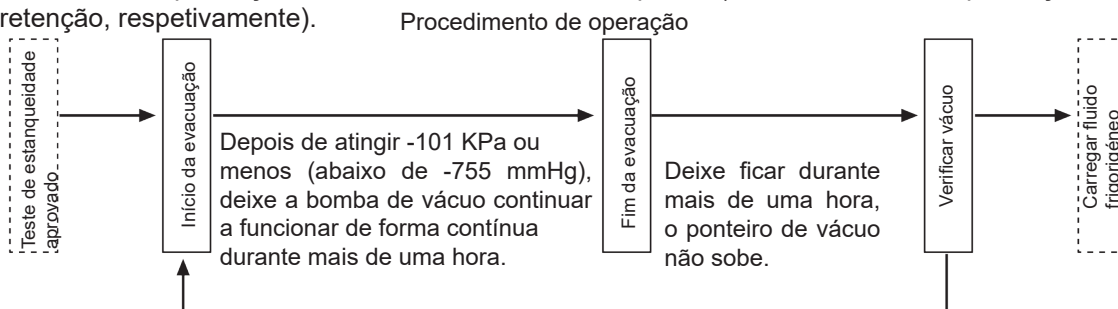 retenção, respetivamente).
Procedimento de operação
Teste de estanqueidade
aprovado
Início da evacuação
Depois de atingir -101 KPa ou
menos (abaixo de -755 mmHg),
deixe a bomba de vácuo continuar
a funcionar de forma contínua
durante mais de uma hora.
Fim da evacuação
Deixe ficar durante
mais de uma hora,
o ponteiro de vácuo
não sobe.
Verificar vácuo
Carregar fluido
frigorigéneo